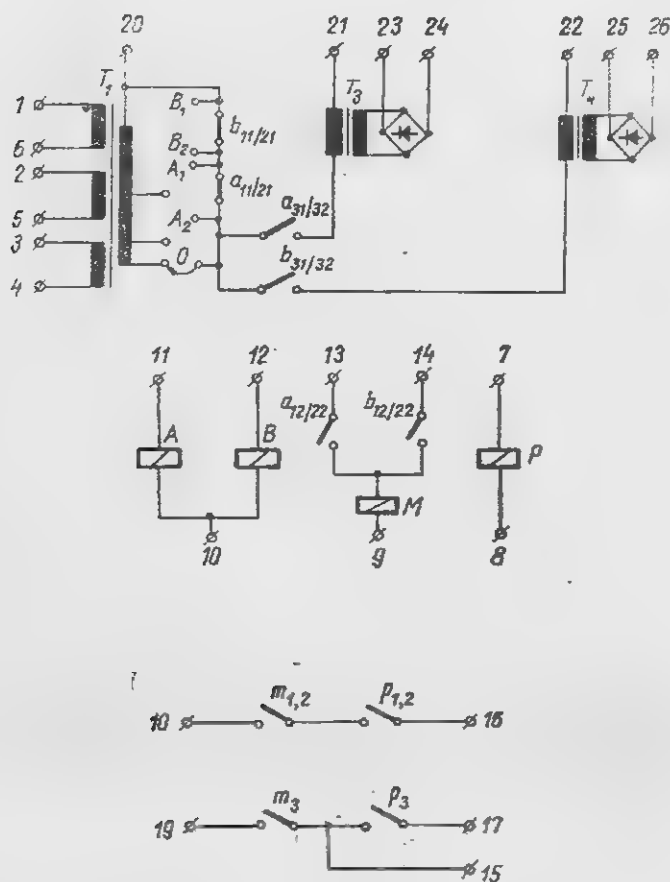 20 21 23 24 22 25 26
T₁ T₃ T₄
1 B₁
b₁₁/₂₁
6 B₂
2 A₁
a₁₁/₂₁
5 A₂ a₃₁/₃₂
3 0 b₃₁/₃₂
4
11 12 13 14 7
a₁₂/₂₂ b₁₂/₂₂
A B P
M
10 9 8
m₁,₂ p₁,₂
16
m₃ p₃
19 17
15